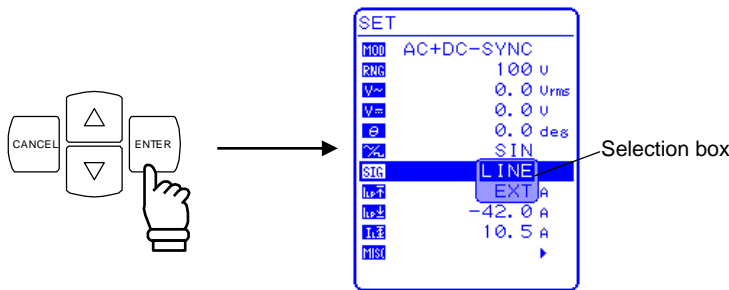 CANCEL
ENTER
SET
MOD AC+DC-SYNC
RNG 100 V
V~ 0.0 Vrms
V⎓ 0.0 V
θ 0.0 deg
SIN
SIG LINE
EXT A
-42.0 A
10.5 A
MISC
Selection box